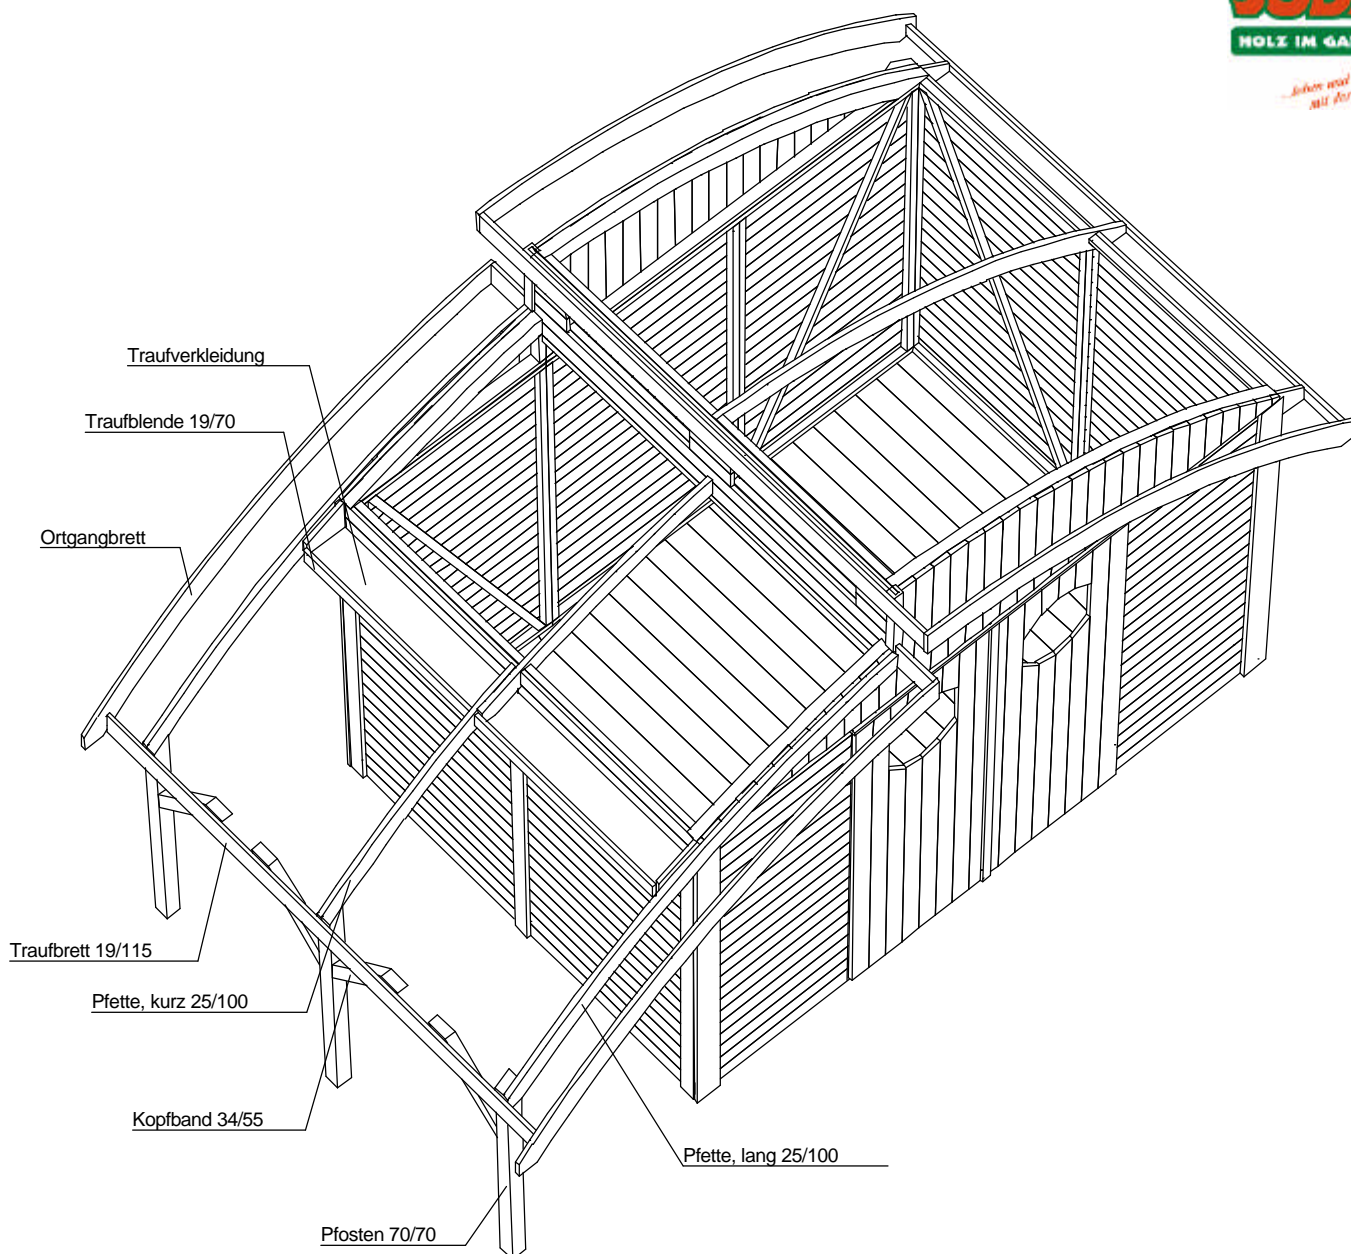 HOLZ IM GA
Traufverkleidung
Traufblende 19/70
Ortgangbrett
Traufbrett 19/115
Pfette, kurz 25/100
Kopfband 34/55
Pfette, lang 25/100
Pfosten 70/70